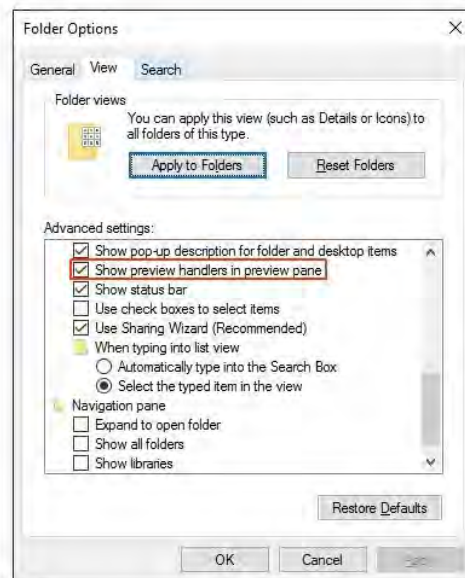 Folder Options
General View Search
Folder views
You can apply this view (such as Details or Icons) to
all folders of this type.
Apply to Folders Reset Folders
Advanced settings:
Show pop-up description for folder and desktop items
Show preview handlers in preview pane
Show status bar
Use check boxes to select items
Use Sharing Wizard (Recommended)
When typing into list view
Automatically type into the Search Box
Select the typed item in the view
Navigation pane
Expand to open folder
Show all folders
Show libraries
Restore Defaults
OK Cancel